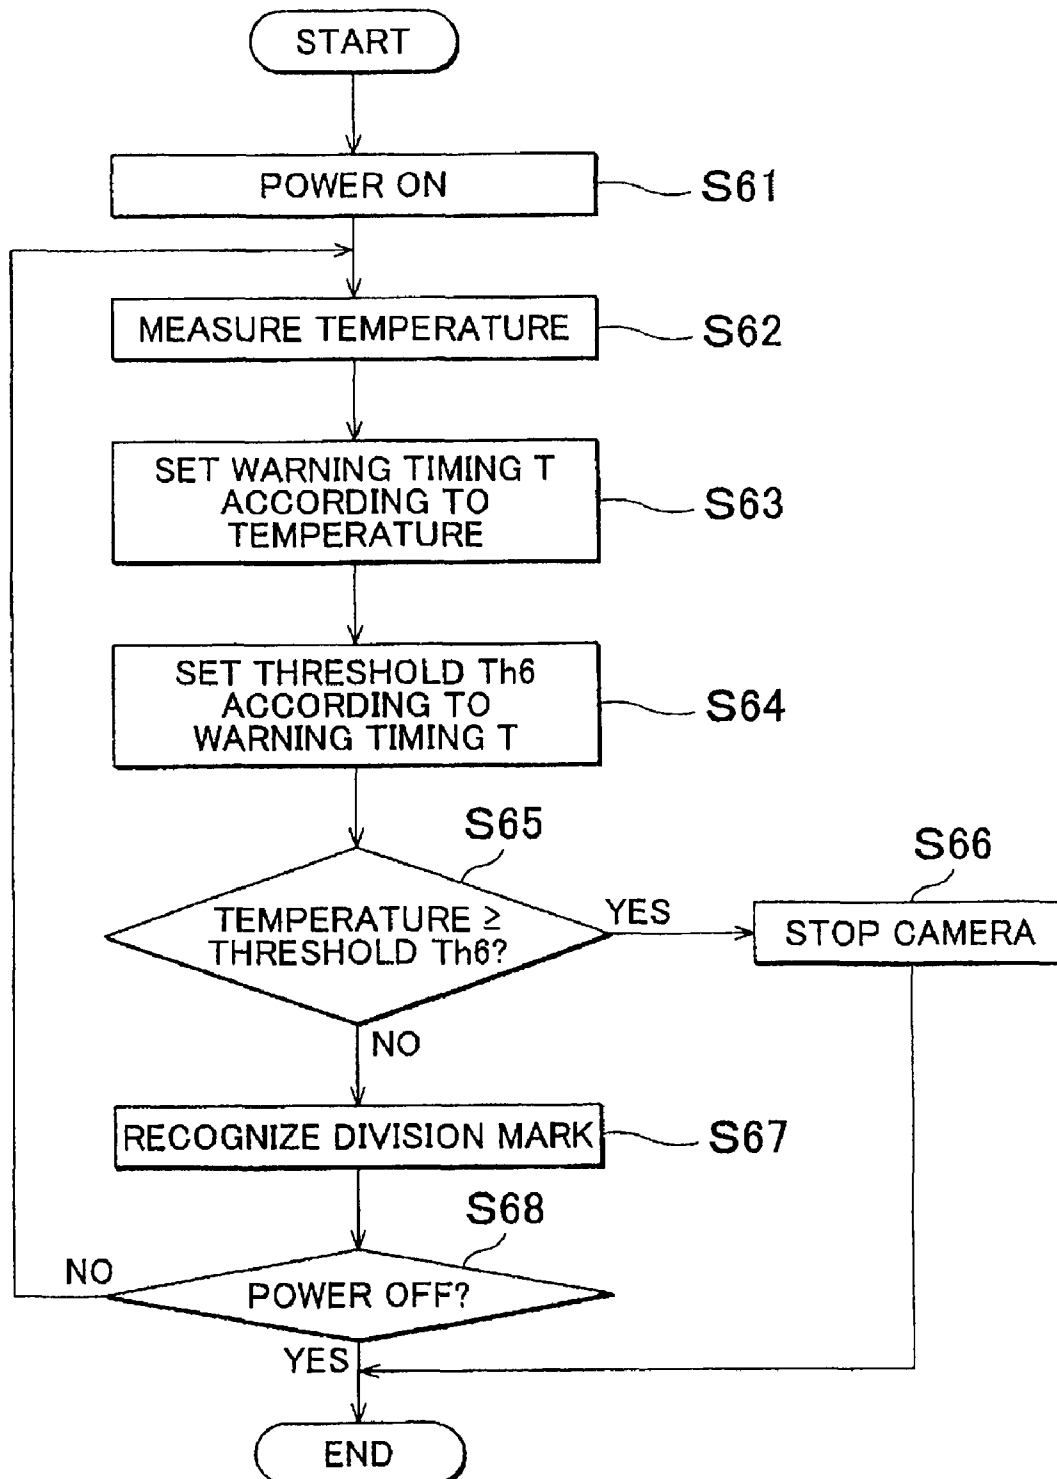 START
POWER ON
S61
MEASURE TEMPERATURE
S62
SET WARNING TIMING T
ACCORDING TO
TEMPERATURE
S63
SET THRESHOLD Th6
ACCORDING TO
WARNING TIMING T
S64
S65
TEMPERATURE ≥
THRESHOLD Th6?
YES
S66
STOP CAMERA
NO
RECOGNIZE DIVISION MARK
S67
S68
POWER OFF?
NO
YES
END